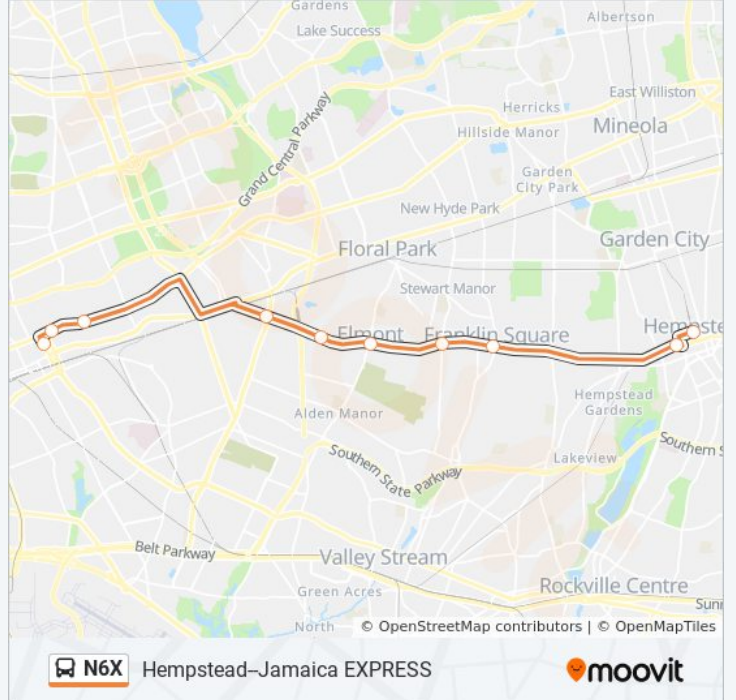 Gardens
Albertson
Lake Success
East Williston
Herricks
Mineola
Hillside Manor
Grand Central Parkway
Garden
City Park
New Hyde Park
Floral Park
Garden City
Stewart Manor
Hempste
Elmont
Franklin Square
Hempstead
Gardens
Alden Manor
Southern State Parkway
Southern S
Lakeview
Belt Parkway
Valley Stream
Green Acres
Rockville Centre
Sunr
North
© OpenStreetMap contributors | © OpenMapTiles
N6X Hempstead–Jamaica EXPRESS
moovit